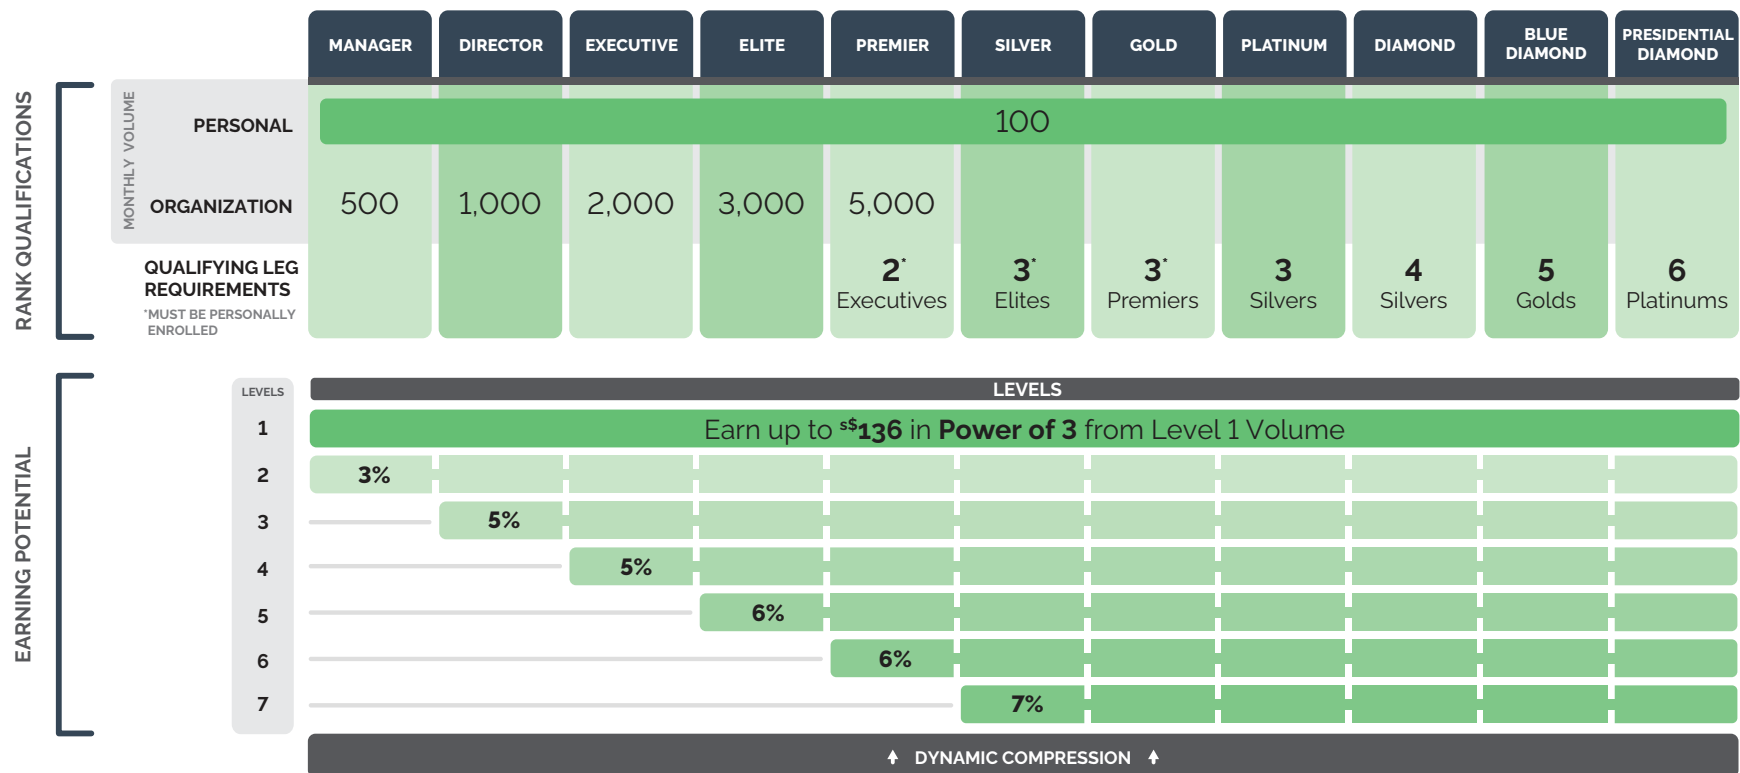 MANAGER DIRECTOR EXECUTIVE ELITE PREMIER SILVER GOLD PLATINUM DIAMOND BLUE DIAMOND PRESIDENTIAL DIAMOND
RANK QUALIFICATIONS
MONTHLY VOLUME
PERSONAL 100
ORGANIZATION 500 1,000 2,000 3,000 5,000
QUALIFYING LEG
REQUIREMENTS
*MUST BE PERSONALLY
ENROLLED
2* 3* 3* 3 4 5 6
Executives Elites Premiers Silvers Silvers Golds Platinums
EARNING POTENTIAL
LEVELS LEVELS
1 Earn up to s$136 in Power of 3 from Level 1 Volume
2 3%
3 5%
4 5%
5 6%
6 6%
7 7%
DYNAMIC COMPRESSION